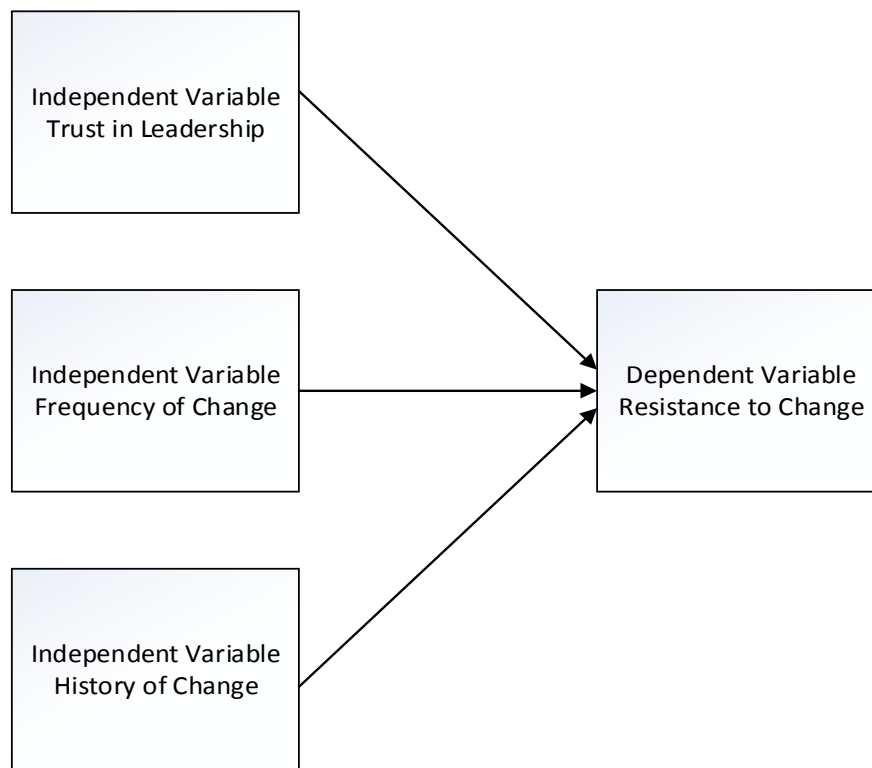 Independent Variable
Trust in Leadership
Independent Variable
Frequency of Change
Dependent Variable
Resistance to Change
Independent Variable
History of Change